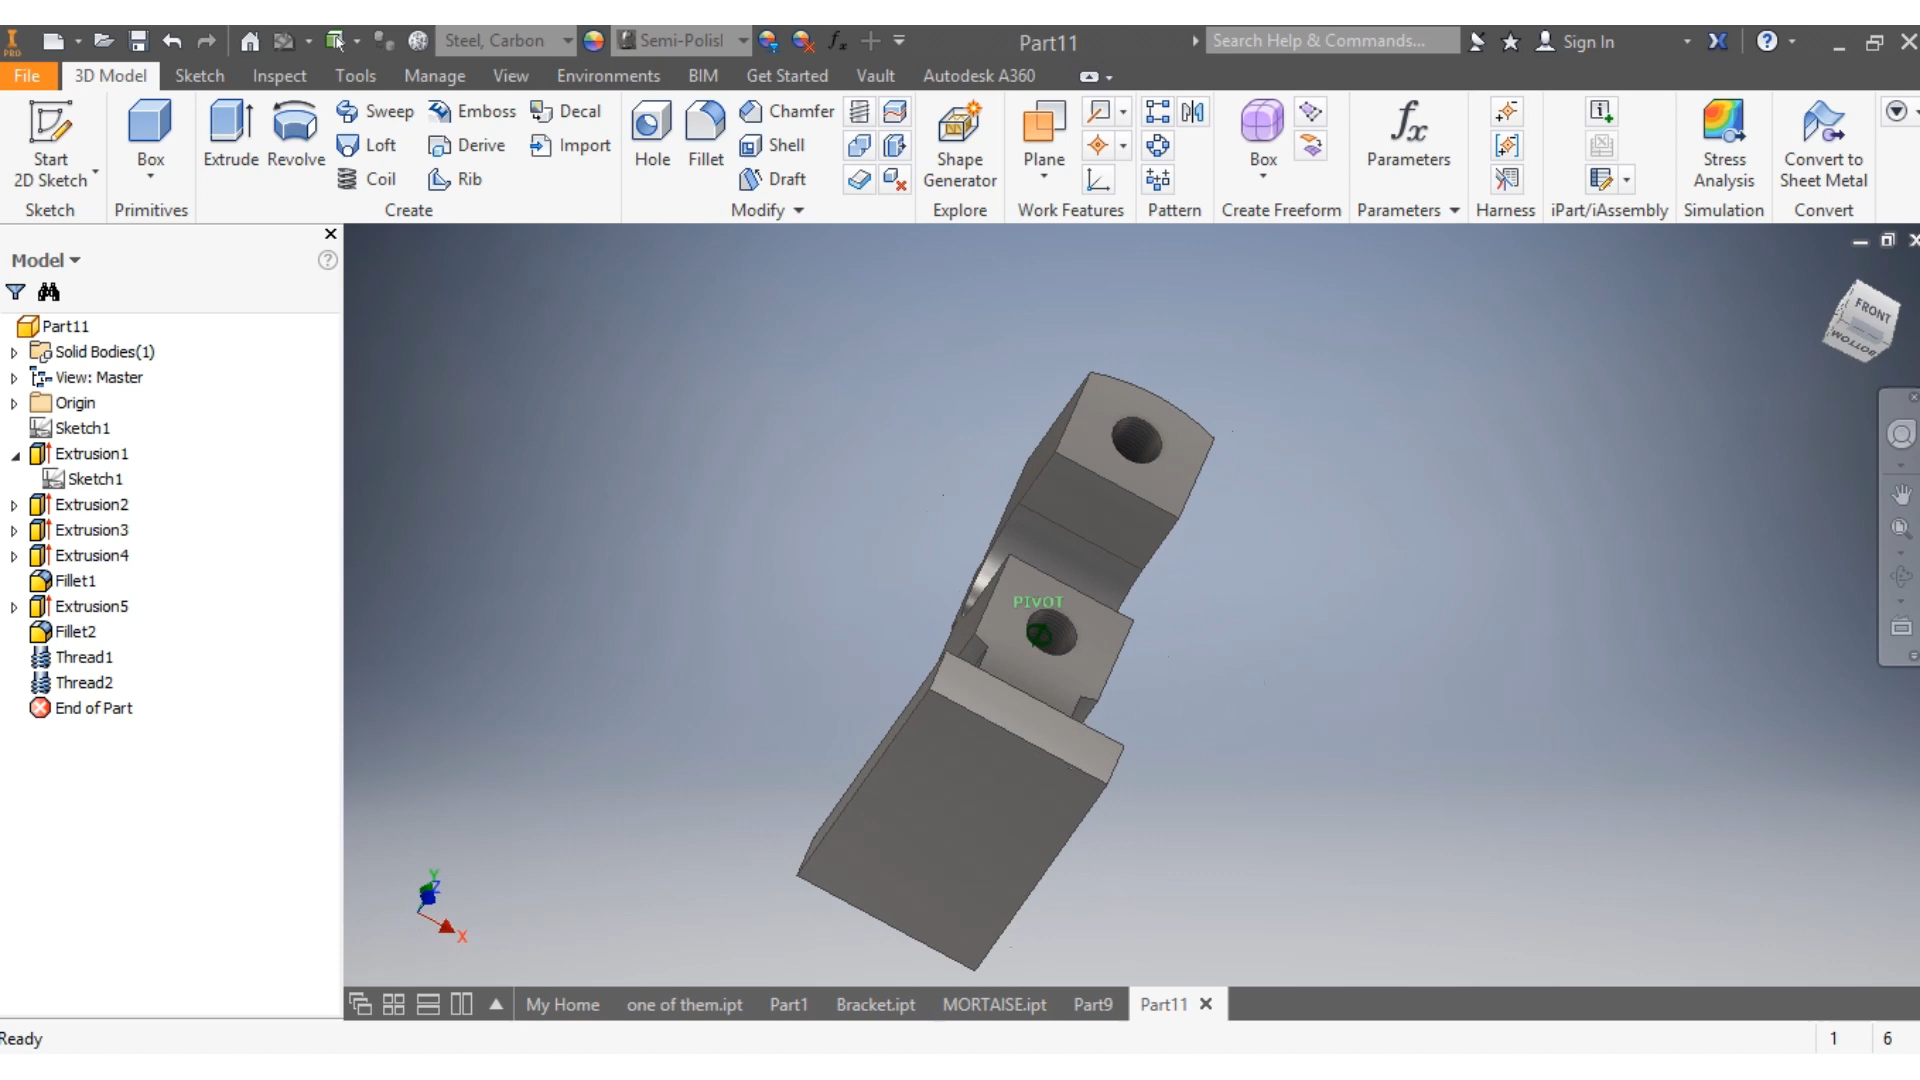 PRO
Steel, Carbon
Semi-Polisl
Part11
Search Help & Commands...
Sign In
File
3D Model
Sketch
Inspect
Tools
Manage
View
Environments
BIM
Get Started
Vault
Autodesk A360
Start
2D Sketch
Sketch
Box
Primitives
Extrude
Revolve
Sweep
Loft
Coil
Emboss
Derive
Rib
Decal
Import
Create
Hole
Fillet
Chamfer
Shell
Draft
Modify
Shape
Generator
Explore
Plane
Work Features
Pattern
Box
Create Freeform
fx
Parameters
Parameters
Harness
iPart/iAssembly
Stress
Analysis
Simulation
Convert to
Sheet Metal
Convert
Model
Part11
Solid Bodies(1)
View: Master
Origin
Sketch1
Extrusion1
Sketch1
Extrusion2
Extrusion3
Extrusion4
Fillet1
Extrusion5
Fillet2
Thread1
Thread2
End of Part
FRONT
BOTTOM
PIVOT
Y
Z
X
My Home
one of them.ipt
Part1
Bracket.ipt
MORTAISE.ipt
Part9
Part11
Ready
1
6